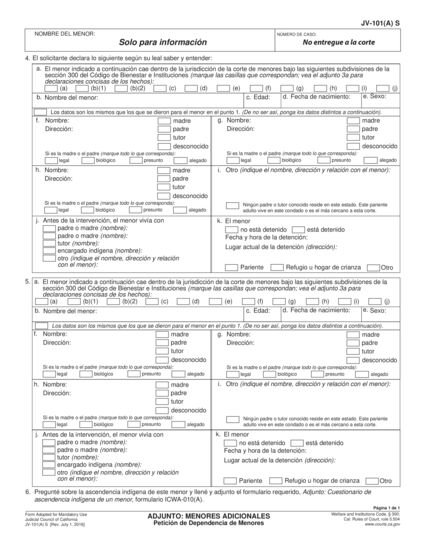 JV-101(A) S
NOMBRE DEL MENOR:
Solo para información
NÚMERO DE CASO:
No entregue a la corte
4. El solicitante declara lo siguiente según su leal saber y entender:
a. El menor indicado a continuación cae dentro de la jurisdicción de la corte de menores bajo las siguientes subdivisiones de la
sección 300 del Código de Bienestar e Instituciones (marque las casillas que correspondan; vea el adjunto 3a para
declaraciones concisas de los hechos):
(a) (b)(1) (b)(2) (c) (d) (e) (f) (g) (h) (i) (j)
b. Nombre del menor: c. Edad: d. Fecha de nacimiento: e. Sexo:
Los datos son los mismos que los que se dieron para el menor en el punto 1. (De no ser así, ponga los datos distintos a continuación).
f. Nombre: madre g. Nombre: madre
Dirección: padre Dirección: padre
tutor tutor
desconocido desconocido
Si es la madre o el padre (marque todo lo que corresponda): Si es la madre o el padre (marque todo lo que corresponda):
legal biológico presunto alegado legal biológico presunto alegado
h. Nombre: madre i. Otro (indique el nombre, dirección y relación con el menor):
Dirección: padre
tutor
desconocido
Si es la madre o el padre (marque todo lo que corresponda): Ningún padre o tutor conocido reside en este estado. Este pariente
legal biológico presunto alegado adulto vive en este condado o es el más cercano a esta corte.
j. Antes de la intervención, el menor vivía con k. El menor
padre o madre (nombre): no está detenido está detenido
padre o madre (nombre): Fecha y hora de la detención:
tutor (nombre): Lugar actual de la detención (dirección):
encargado indígena (nombre):
otro (indique el nombre, dirección y relación
con el menor): Pariente Refugio u hogar de crianza Otro
5. a. El menor indicado a continuación cae dentro de la jurisdicción de la corte de menores bajo las siguientes subdivisiones de la
sección 300 del Código de Bienestar e Instituciones (marque las casillas que correspondan; vea el adjunto 3a para
declaraciones concisas de los hechos):
(a) (b)(1) (b)(2) (c) (d) (e) (f) (g) (h) (i) (j)
b. Nombre del menor: c. Edad: d. Fecha de nacimiento: e. Sexo:
Los datos son los mismos que los que se dieron para el menor en el punto 1. (De no ser así, ponga los datos distintos a continuación).
f. Nombre: madre g. Nombre: madre
Dirección: padre Dirección: padre
tutor tutor
desconocido desconocido
Si es la madre o el padre (marque todo lo que corresponda): Si es la madre o el padre (marque todo lo que corresponda):
legal biológico presunto alegado legal biológico presunto alegado
h. Nombre: madre i. Otro (indique el nombre, dirección y relación con el menor):
Dirección: padre
tutor
desconocido
Si es la madre o el padre (marque todo lo que corresponda): Ningún padre o tutor conocido reside en este estado. Este pariente
legal biológico presunto alegado adulto vive en este condado o es el más cercano a esta corte.
j. Antes de la intervención, el menor vivía con k. El menor
padre o madre (nombre): no está detenido está detenido
padre o madre (nombre): Fecha y hora de la detención:
tutor (nombre): Lugar actual de la detención (dirección):
encargado indígena (nombre):
otro (indique el nombre, dirección y relación
con el menor): Pariente Refugio u hogar de crianza Otro
6. Pregunté sobre la ascendencia indígena de este menor y llené y adjunto el formulario requerido, Adjunto: Cuestionario de
ascendencia indígena de un menor, formulario ICWA-010(A).
Página 1 de 1
Form Adopted for Mandatory Use
Judicial Council of California
JV-101(A) S [Rev. July 1, 2016]
ADJUNTO: MENORES ADICIONALES
Petición de Dependencia de Menores
Welfare and Institutions Code, § 300;
Cal. Rules of Court, rule 5.504
www.courts.ca.gov